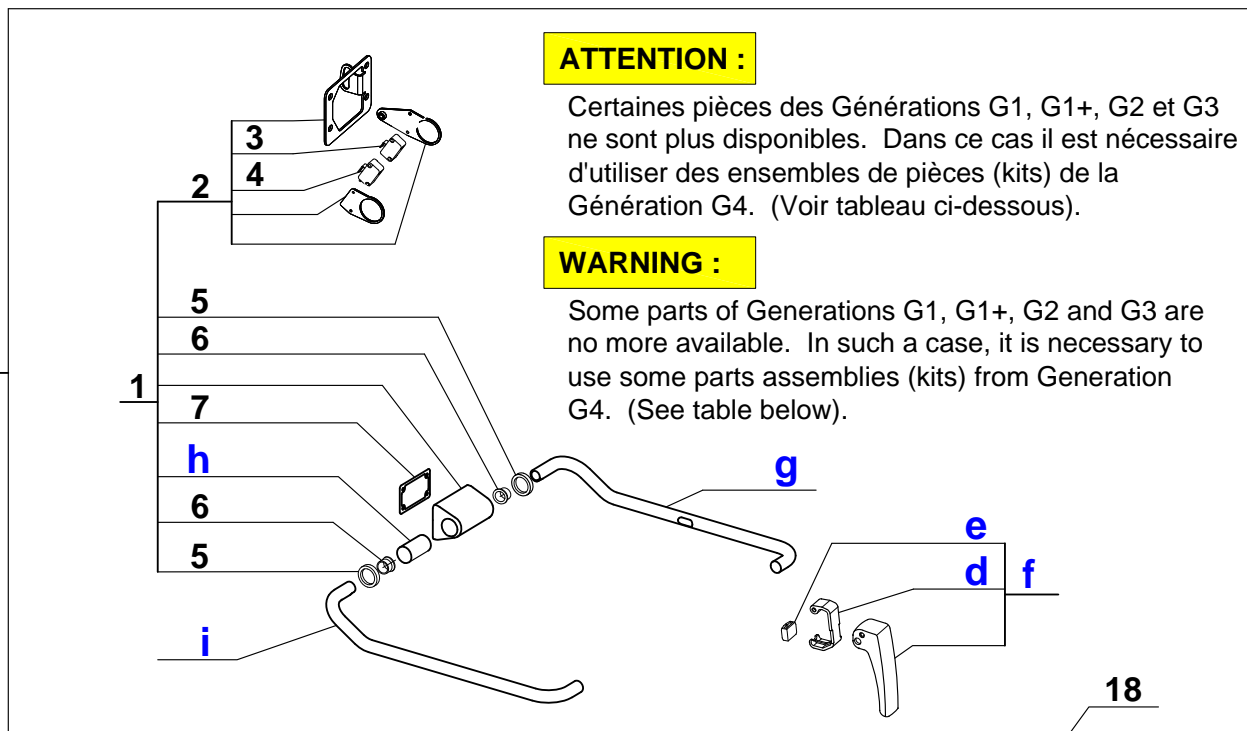 ATTENTION :
Certaines pièces des Générations G1, G1+, G2 et G3
ne sont plus disponibles. Dans ce cas il est nécessaire
d'utiliser des ensembles de pièces (kits) de la
Génération G4. (Voir tableau ci-dessous).
WARNING :
Some parts of Generations G1, G1+, G2 and G3 are
no more available. In such a case, it is necessary to
use some parts assemblies (kits) from Generation
G4. (See table below).
3
4
2
5
6
1
7
h
6
5
i
g
e
d
f
18